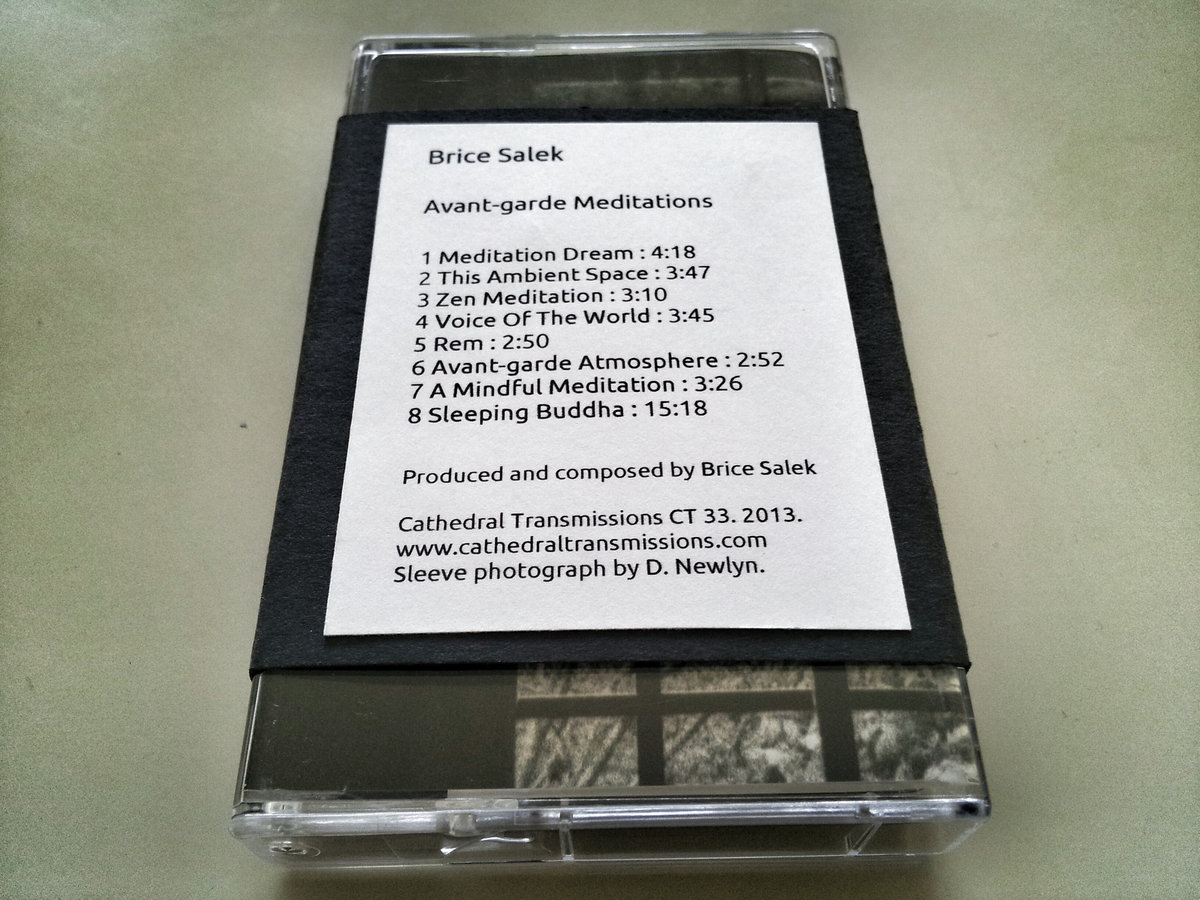 Brice Salek
Avant-garde Meditations
1 Meditation Dream : 4:18
2 This Ambient Space : 3:47
3 Zen Meditation : 3:10
4 Voice Of The World : 3:45
5 Rem : 2:50
6 Avant-garde Atmosphere : 2:52
7 A Mindful Meditation : 3:26
8 Sleeping Buddha : 15:18
Produced and composed by Brice Salek
Cathedral Transmissions CT 33. 2013.
www.cathedraltransmissions.com
Sleeve photograph by D. Newlyn.